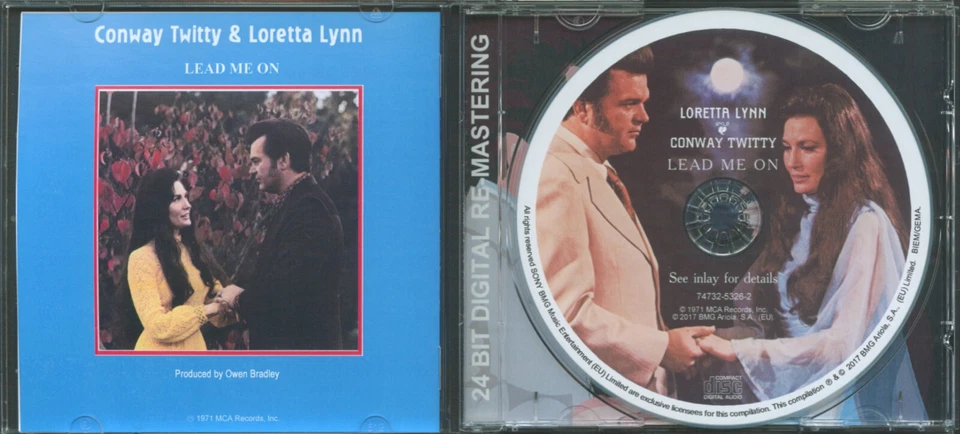 Conway Twitty & Loretta Lynn
LEAD ME ON
Produced by Owen Bradley
℗ 1971 MCA Records, Inc.
24 BIT DIGITAL RE-MASTERING
LORETTA LYNN
and
CONWAY TWITTY
LEAD ME ON
See inlay for details
74732-5326-2
© 1971 MCA Records, Inc.
© 2017 BMG Ariola, S.A., (EU)
COMPACT
disc
DIGITAL AUDIO
All rights reserved SONY BMG Music Entertainment (EU) Limited are exclusive licensees for this compilation. This compilation ℗ & © 2017 BMG Ariola, S.A., (EU) Limited. BIEM/GEMA.